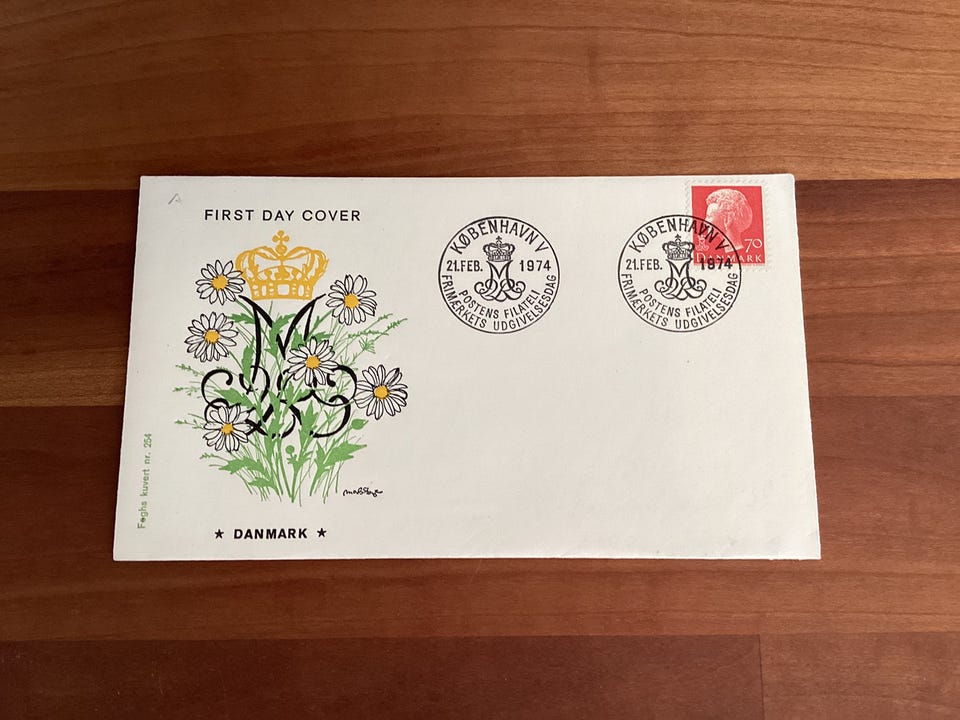 A
FIRST DAY COVER
KØBENHAVN V
21.FEB. 1974
POSTENS FILATELI
FRIMÆRKETS UDGIVELSESDAG
KØBENHAVN V
21.FEB. 1974
POSTENS FILATELI
FRIMÆRKETS UDGIVELSESDAG
70
DANMARK
Føghs kuvert nr. 254
★ DANMARK ★